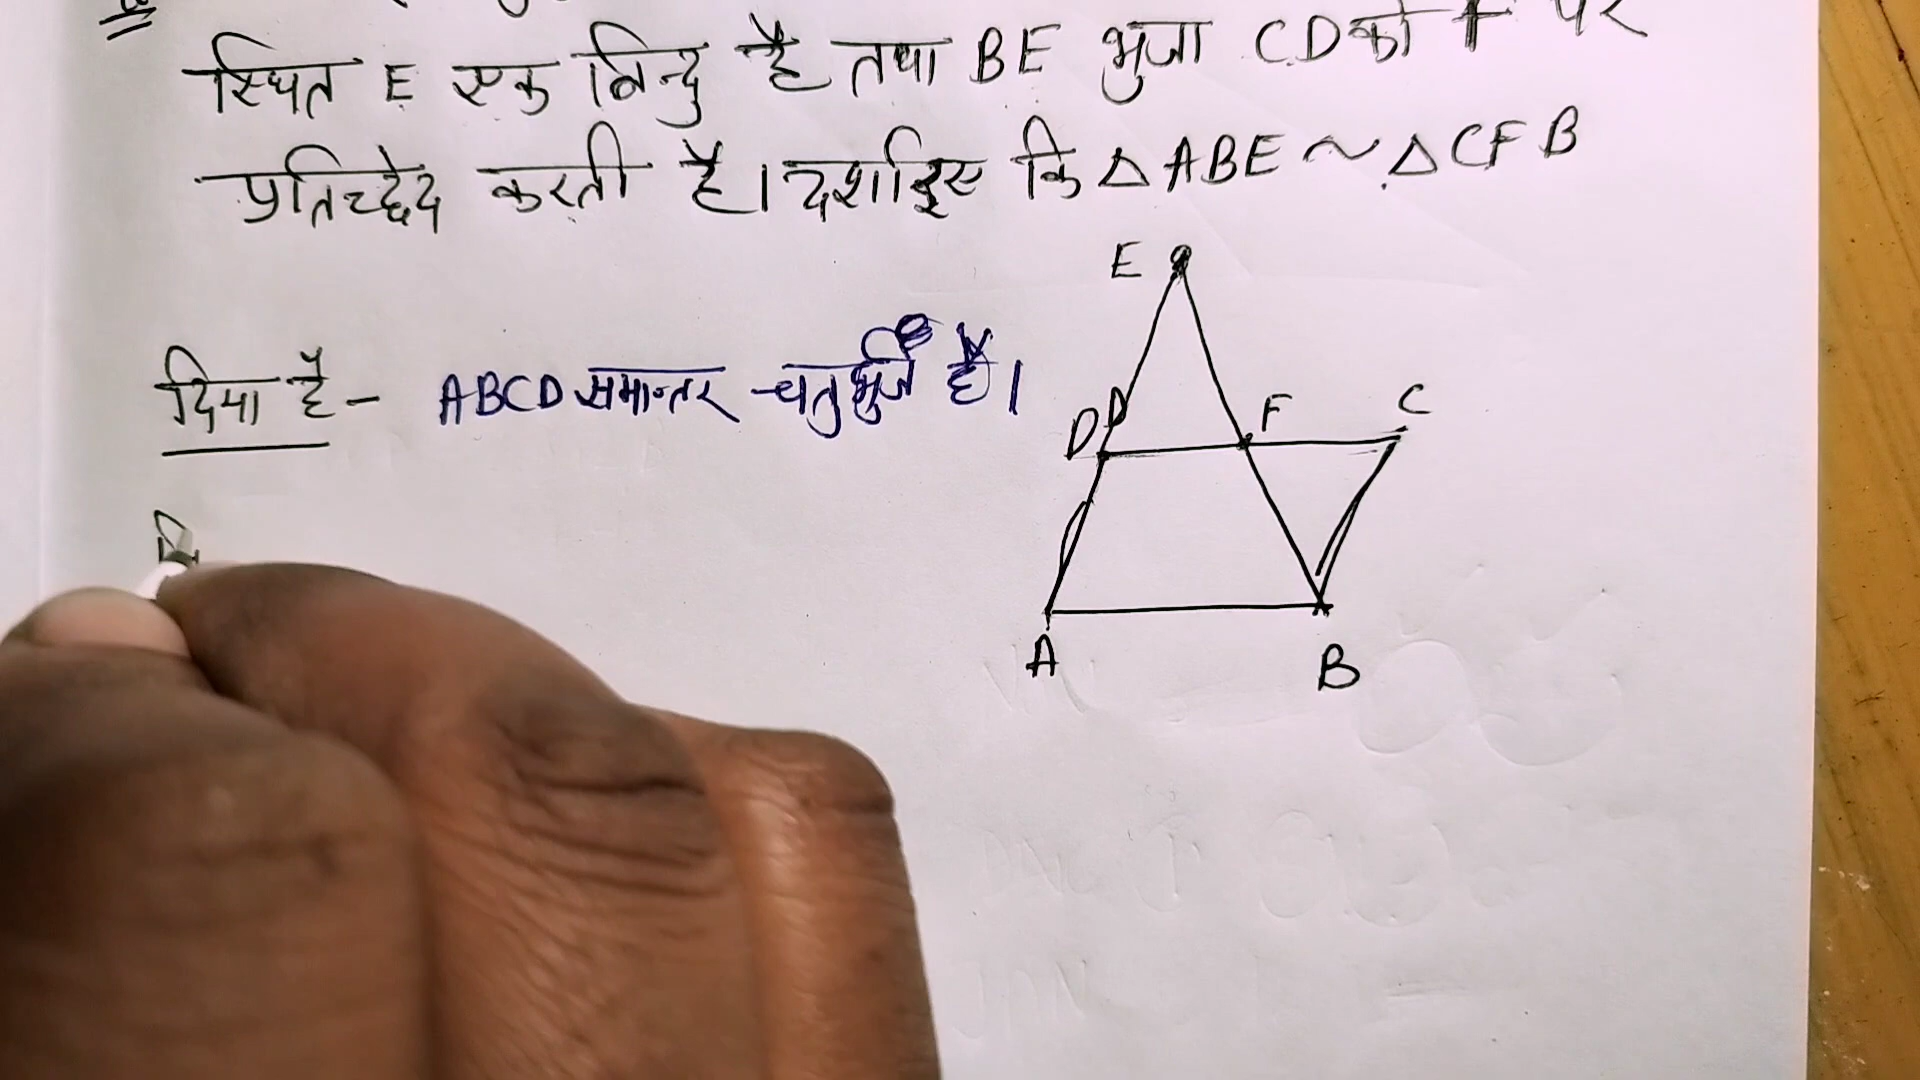 स्थित E एक बिन्दु है तथा BE भुजा CD को F पर
प्रतिच्छेद करती है। दर्शाइए कि △ABE ~ △CFB
E
दिया है - ABCD समान्तर चतुर्भुज है।
D D F C
A B